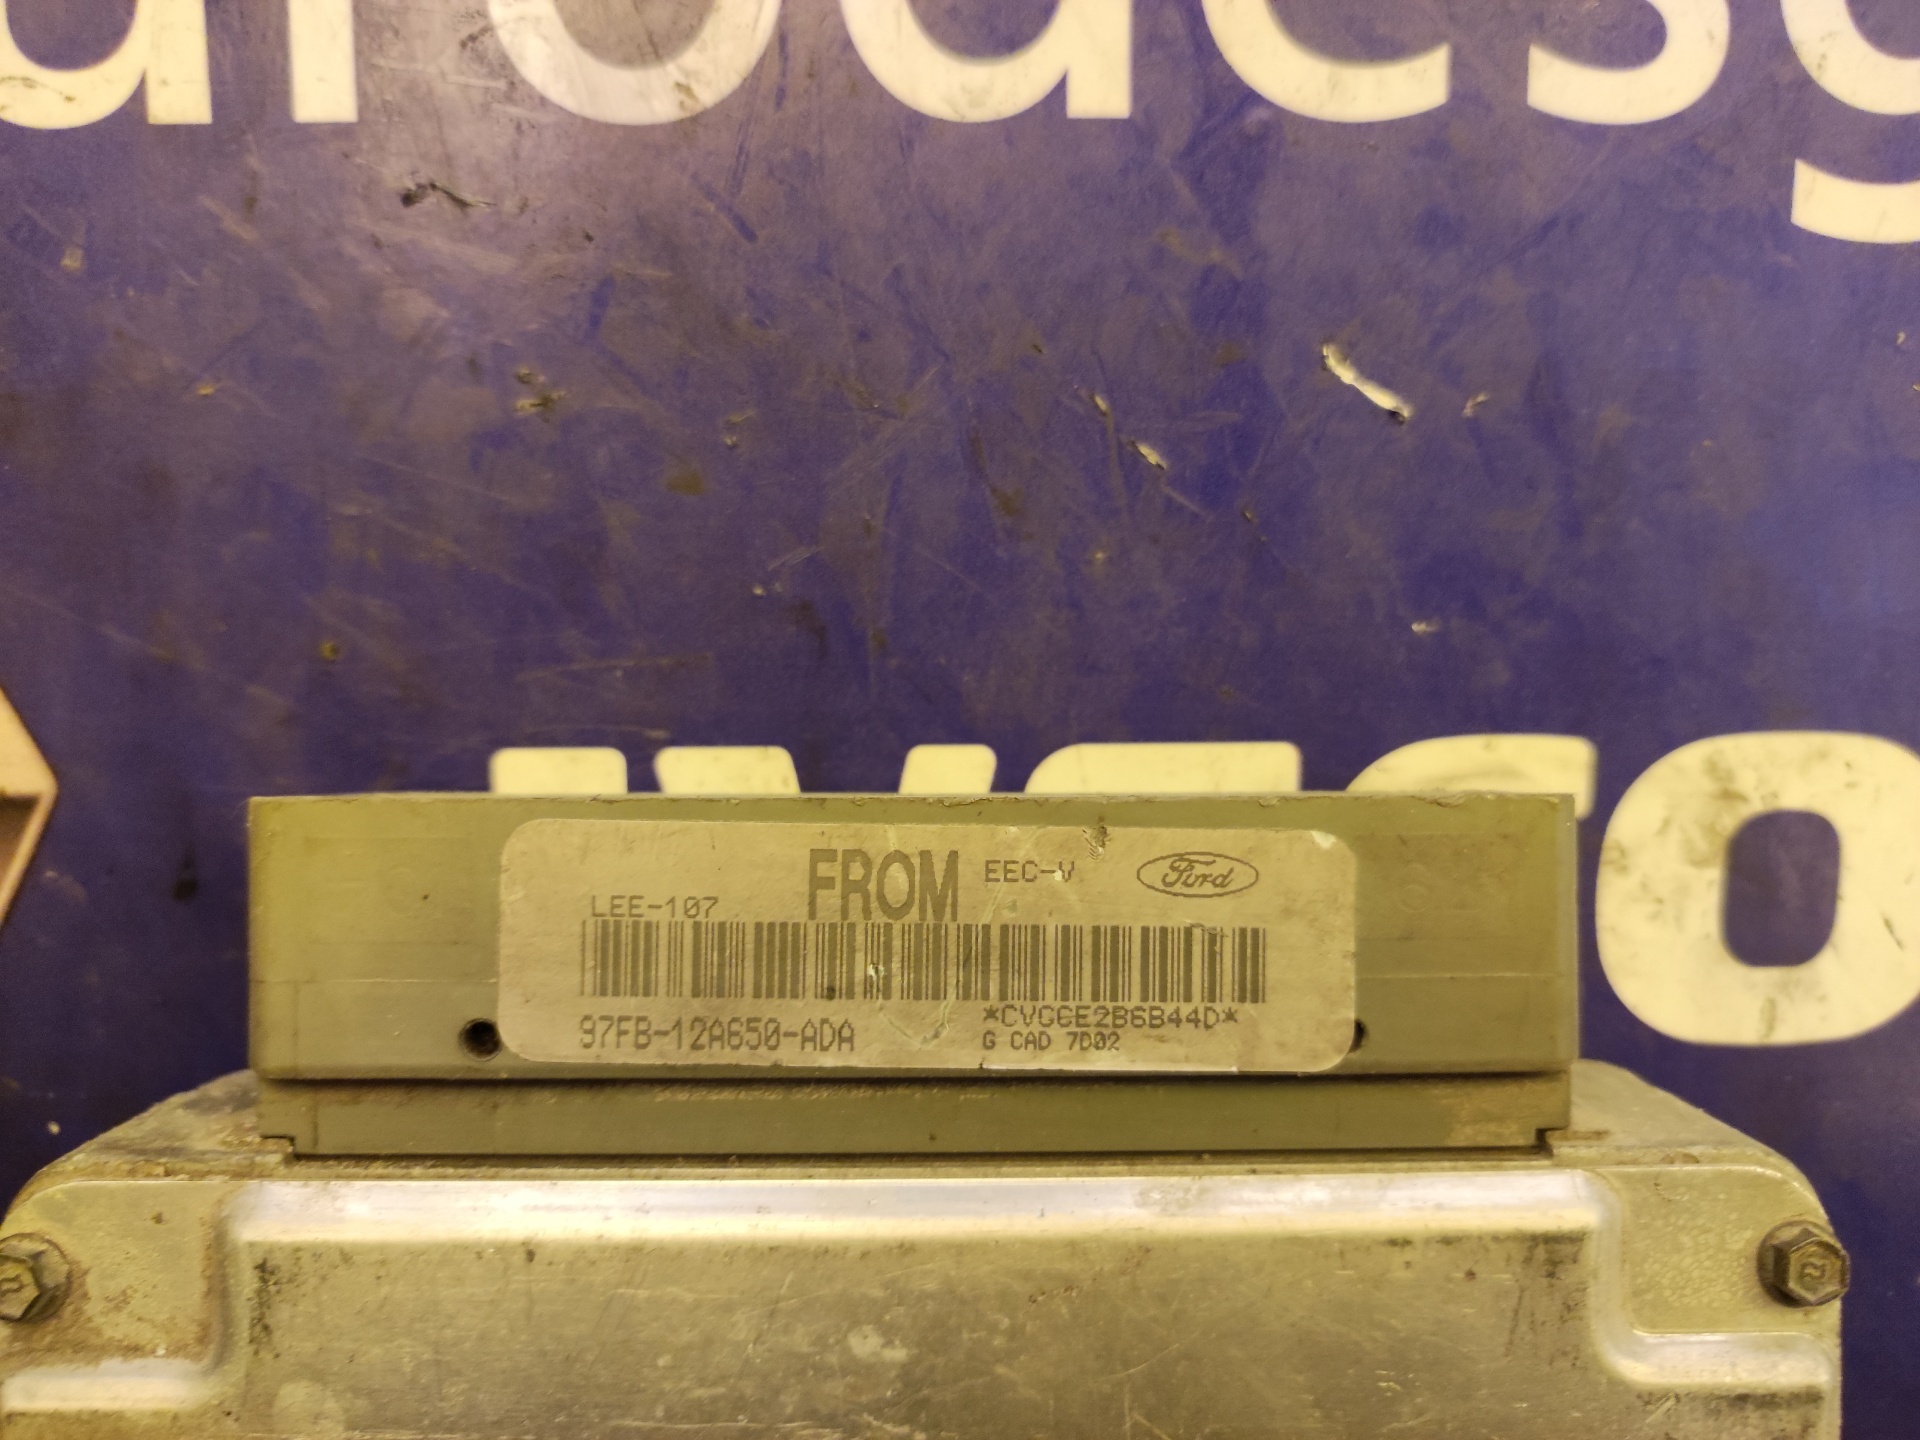 FROM EEC-V Ford
LEE-107
97FB-12A650-ADA *CVGGE2B6B44D*
G CAD 7D02